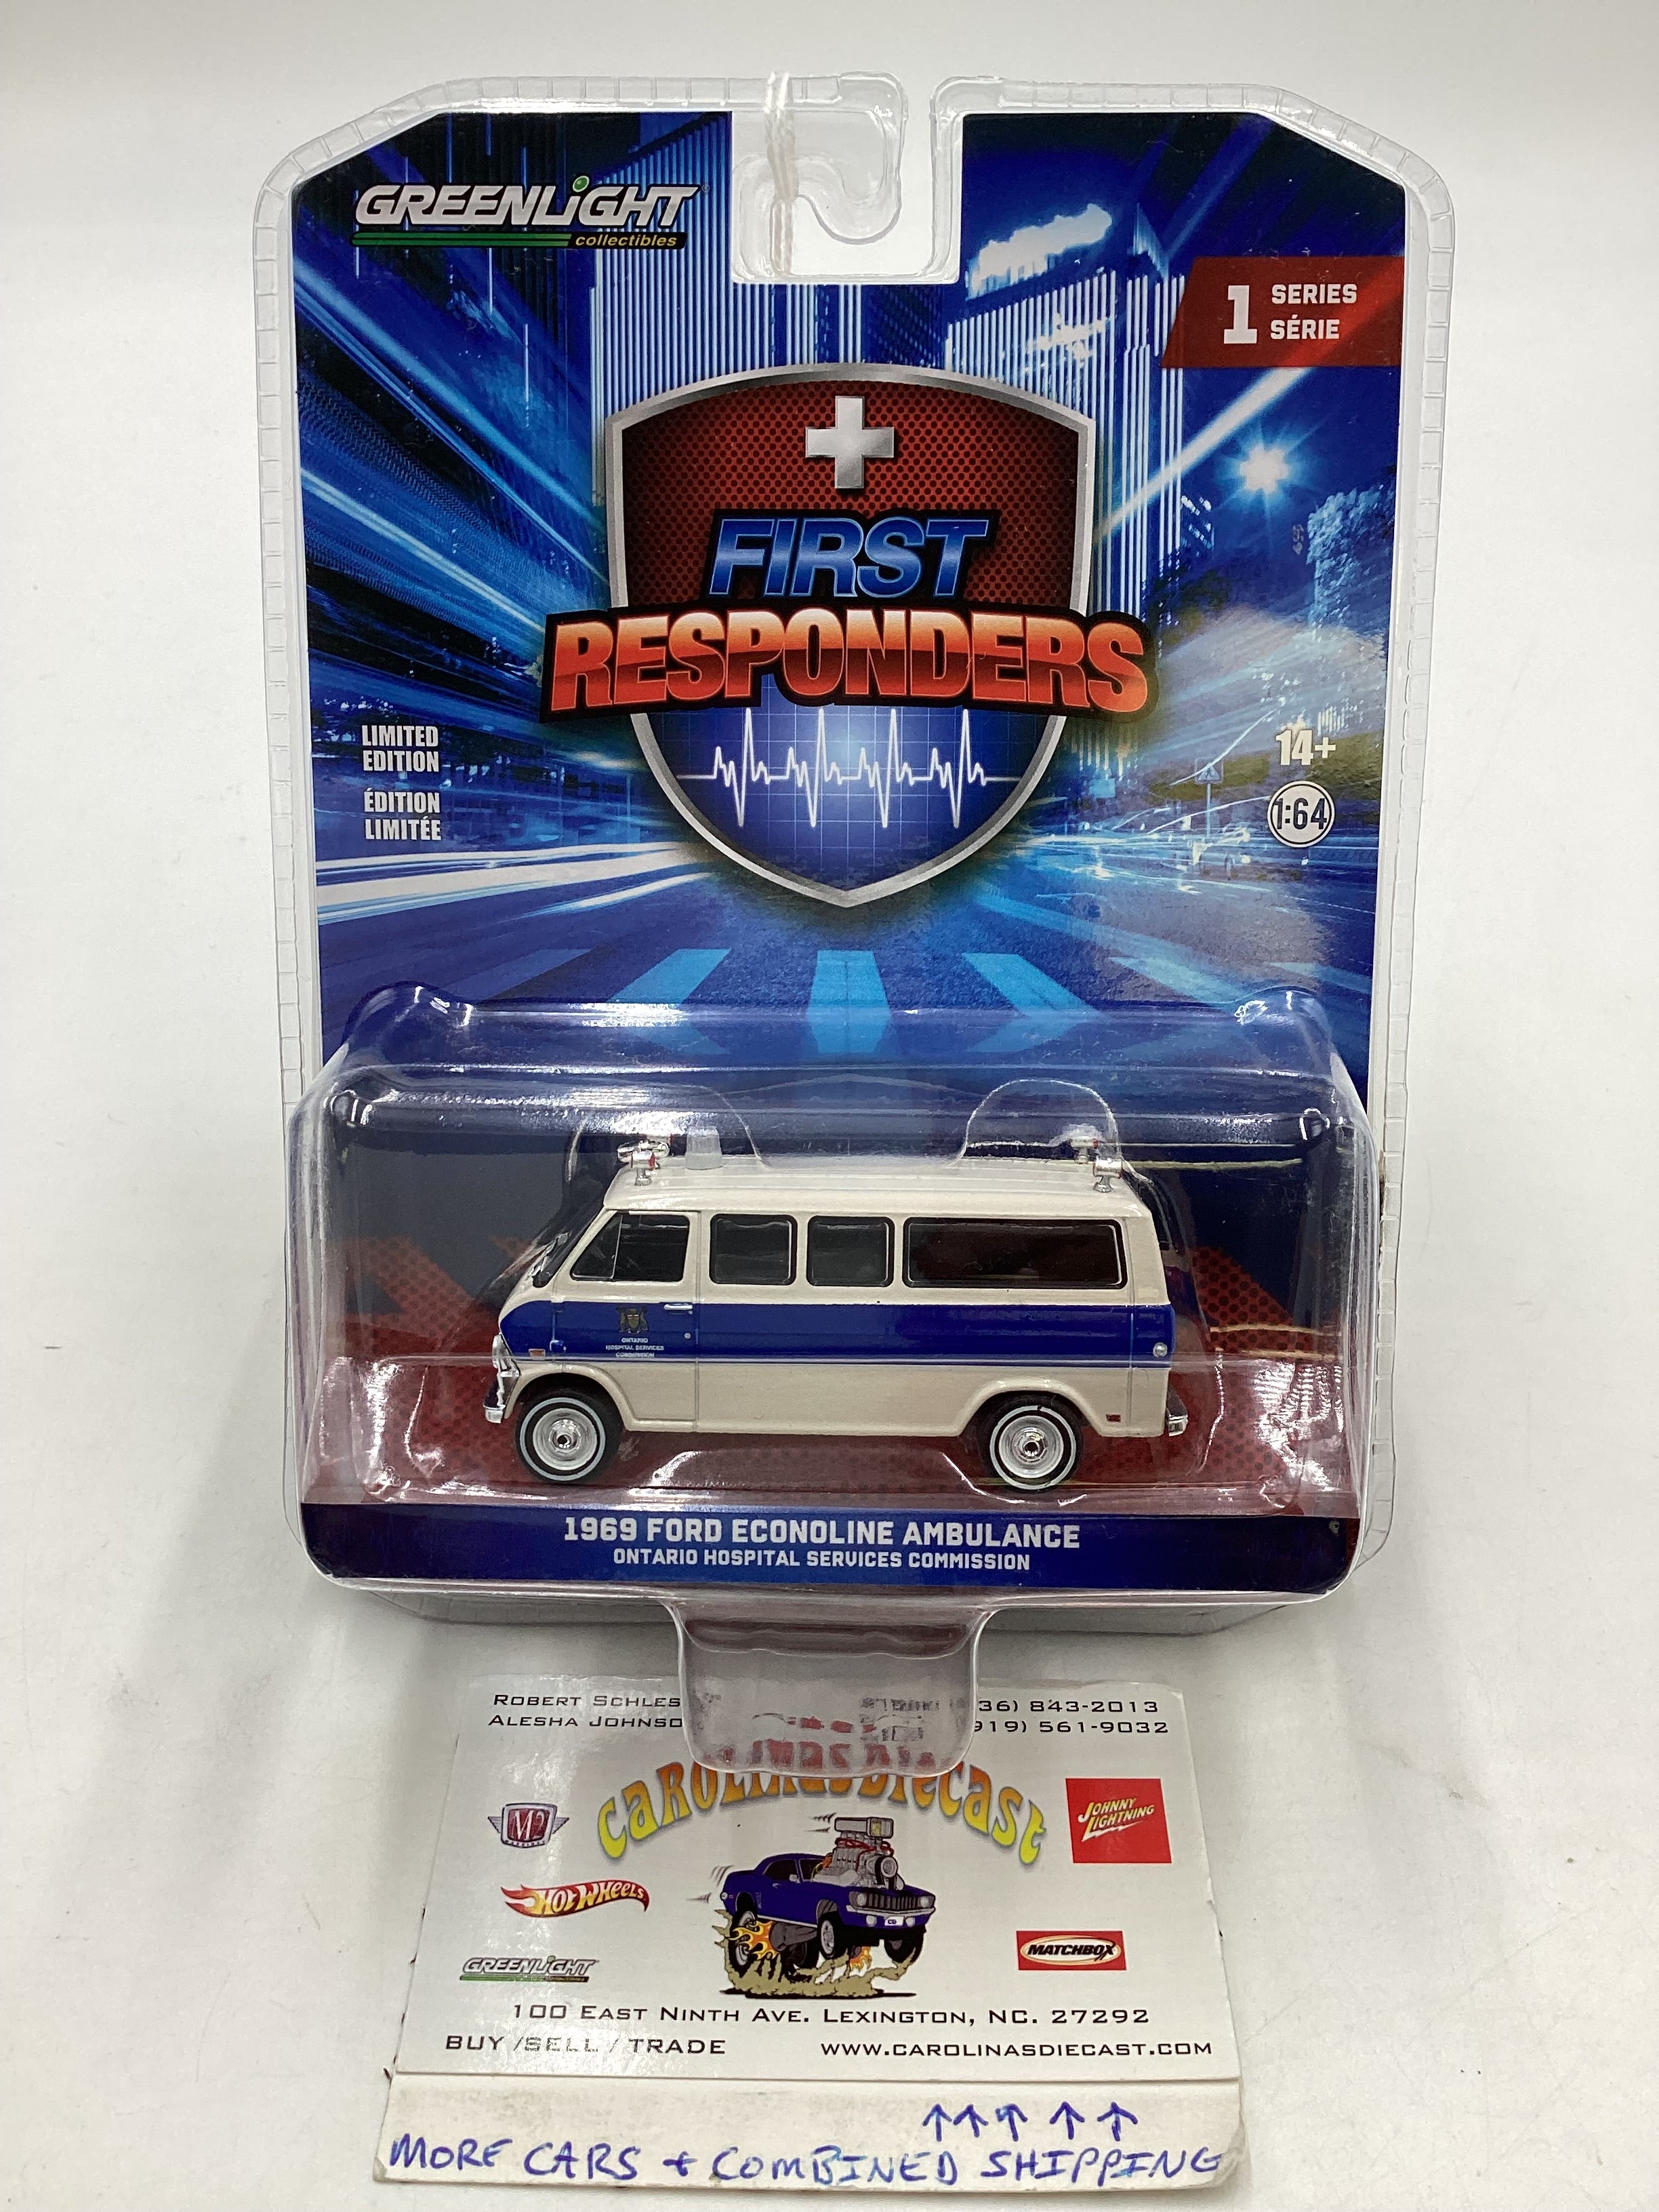 GREENLiGHT
collectibles
1 SERIES
SÉRIE
FIRST
RESPONDERS
LIMITED
EDITION
ÉDITION
LIMITÉE
14+
1:64
ONTARIO
HOSPITAL SERVICES
COMMISSION
1969 FORD ECONOLINE AMBULANCE
ONTARIO HOSPITAL SERVICES COMMISSION
ROBERT SCHLES 36) 843-2013
ALESHA JOHNSO 919) 561-9032
CAROLINAS DIECAST
M2
JOHNNY
LIGHTNING
HOT WHEELS
GREENLiGHT
MATCHBOX
100 EAST NINTH AVE. LEXINGTON, NC. 27292
BUY /SELL / TRADE WWW.CAROLINASDIECAST.COM
↑↑↑ ↑ ↑
MORE CARS + COMBINED SHIPPING